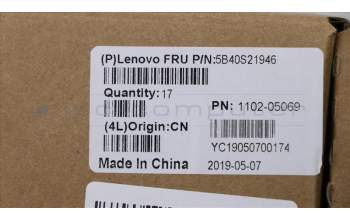 (P)Lenovo FRU P/N:5B40S21946
Quantity:17
PN: 1102-05069
(4L)Origin:CN
YC19050700174
Made In China 2019-05-07